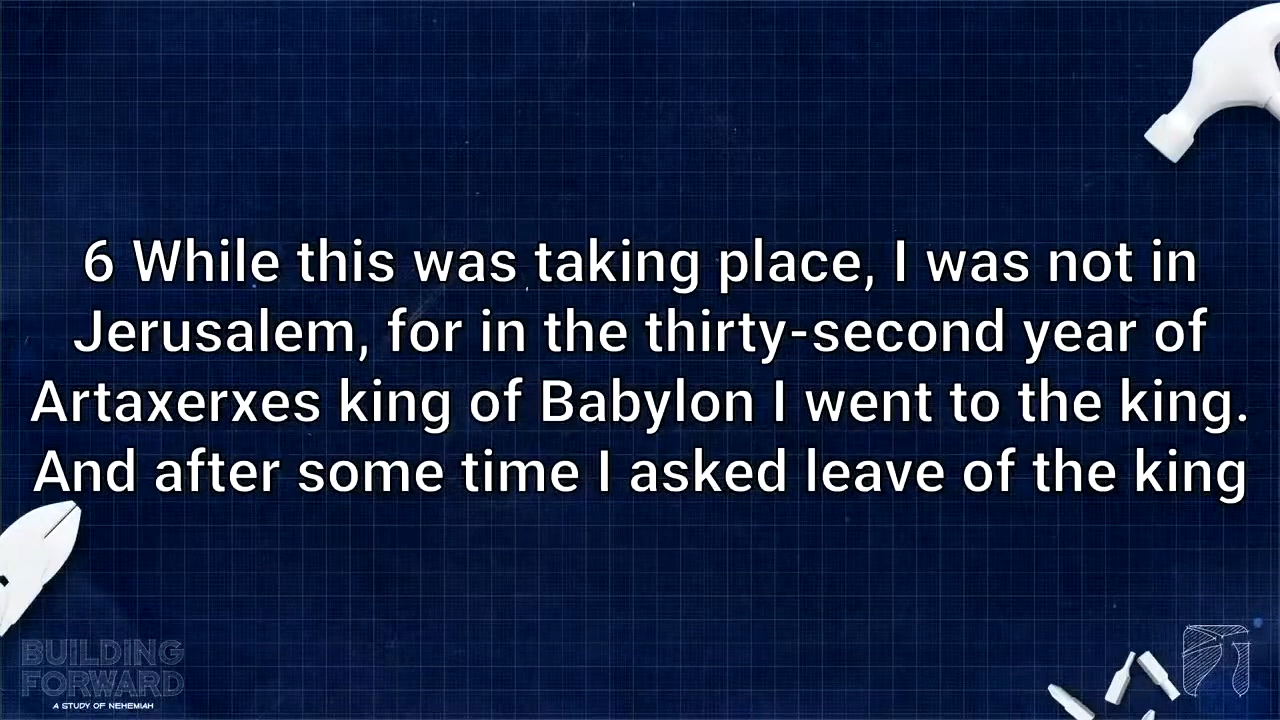 6 While this was taking place, I was not in
Jerusalem, for in the thirty-second year of
Artaxerxes king of Babylon I went to the king.
And after some time I asked leave of the king
BUILDING
FORWARD
A STUDY OF NEHEMIAH